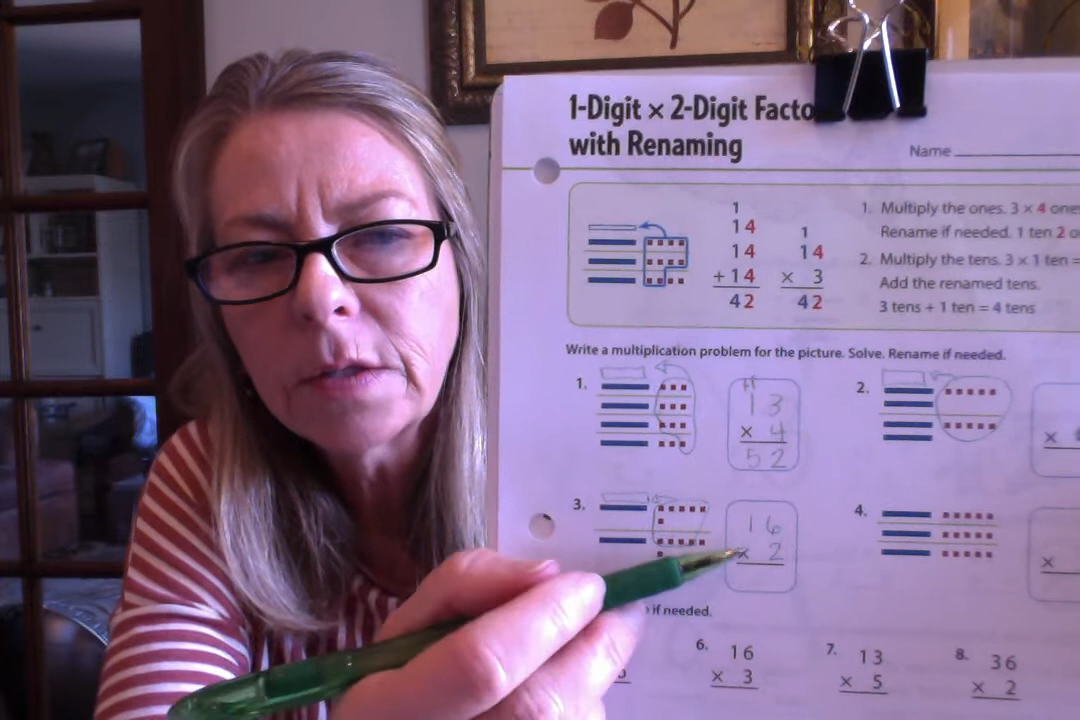 1-Digit × 2-Digit Facto
with Renaming
Name
1
14
14
+14
42
1
14
× 3
42
1. Multiply the ones. 3 × 4 ones
Rename if needed. 1 ten 2 o
2. Multiply the tens. 3 × 1 ten =
Add the renamed tens.
3 tens + 1 ten = 4 tens
Write a multiplication problem for the picture. Solve. Rename if needed.
1.
13
× 4
52
2.
×
3.
16
× 2
4.
×
if needed.
6. 16
× 3
7. 13
× 5
8. 36
× 2